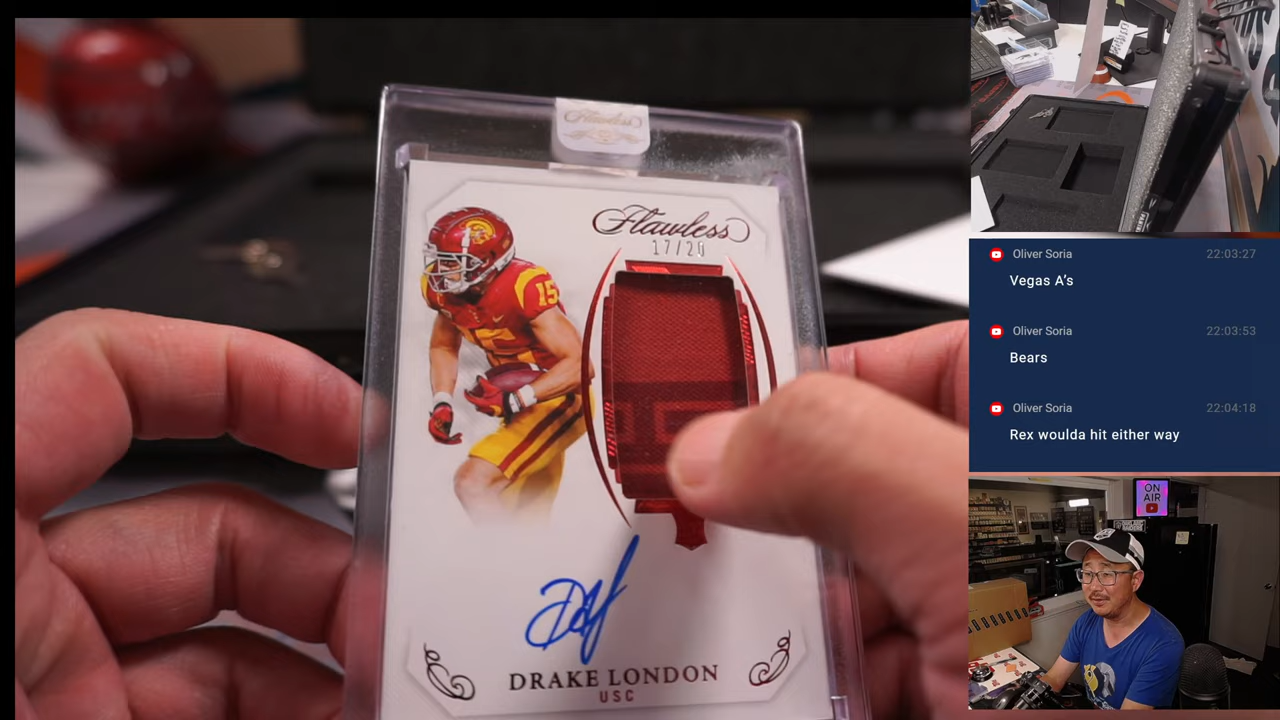 Flawless
Flawless
17/20
15
DRAKE LONDON
USC
Oliver Soria 22:03:27
Vegas A's
Oliver Soria 22:03:53
Bears
Oliver Soria 22:04:18
Rex woulda hit either way
ON
AIR